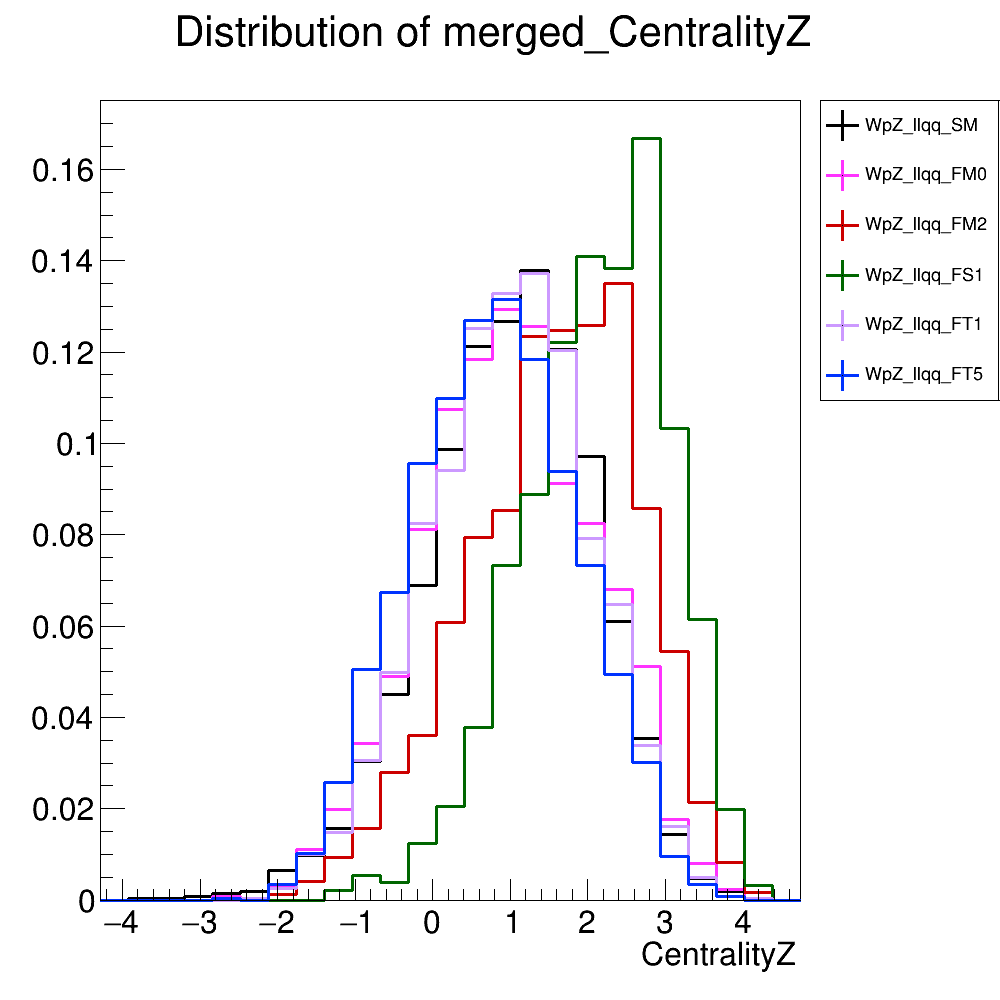 Distribution of merged_CentralityZ
WpZ_llqq_SM
WpZ_llqq_FM0
WpZ_llqq_FM2
WpZ_llqq_FS1
WpZ_llqq_FT1
WpZ_llqq_FT5
0.16
0.14
0.12
0.1
0.08
0.06
0.04
0.02
0
−4 −3 −2 −1 0 1 2 3 4
CentralityZ